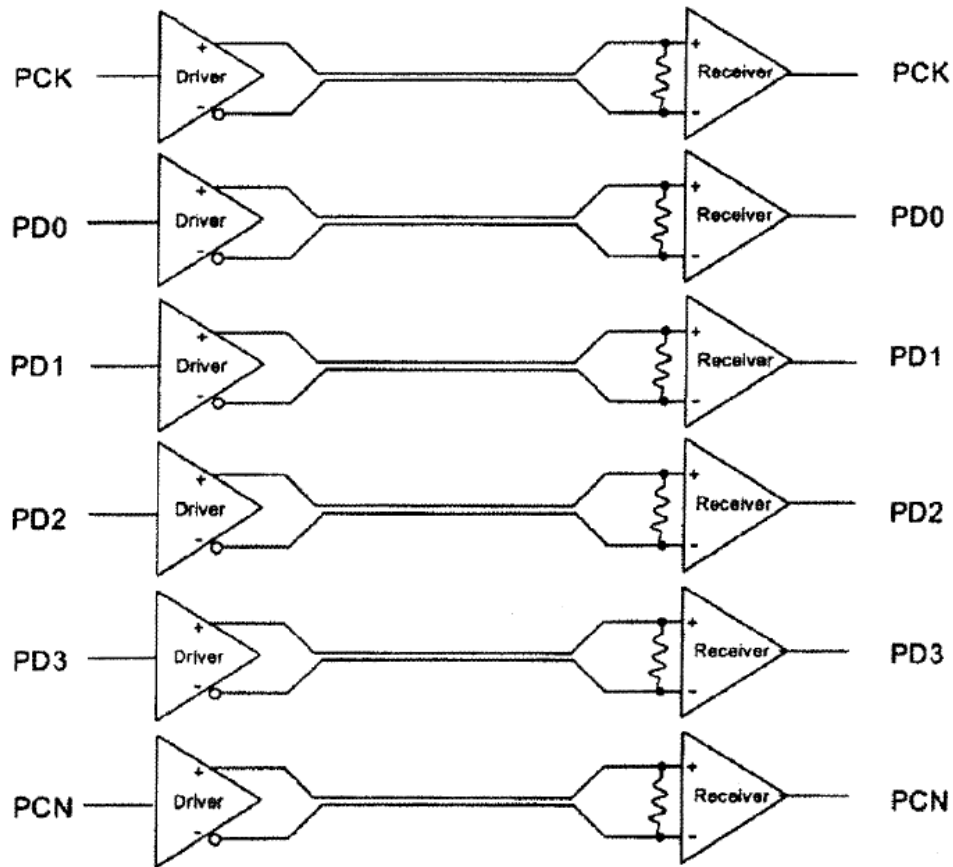 PCK + Driver - + Receiver - PCK
PD0 + Driver - + Receiver - PD0
PD1 + Driver - + Receiver - PD1
PD2 + Driver - + Receiver - PD2
PD3 + Driver - + Receiver - PD3
PCN + Driver - + Receiver - PCN